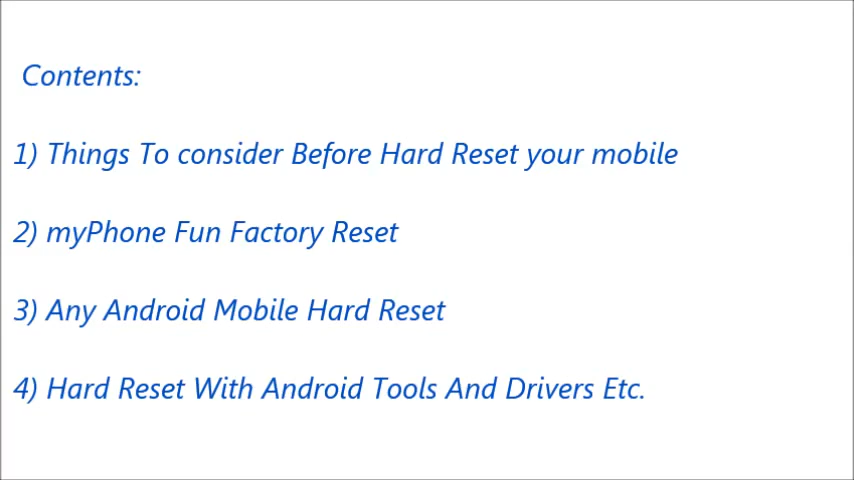 Contents:
1) Things To consider Before Hard Reset your mobile
2) myPhone Fun Factory Reset
3) Any Android Mobile Hard Reset
4) Hard Reset With Android Tools And Drivers Etc.